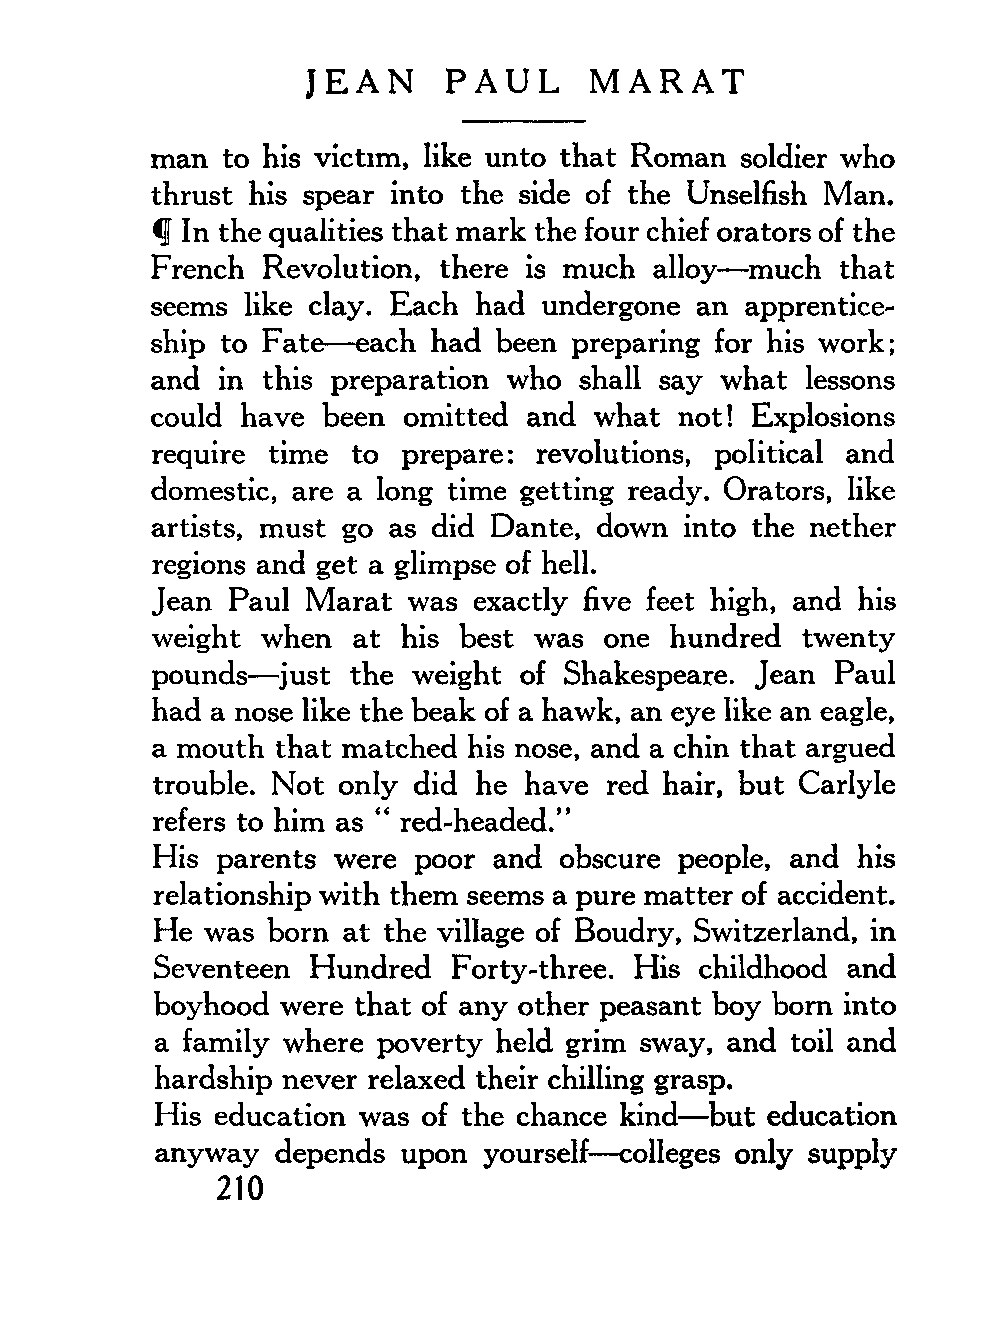 JEAN PAUL MARAT
man to his victim, like unto that Roman soldier who
thrust his spear into the side of the Unselfish Man.
¶ In the qualities that mark the four chief orators of the
French Revolution, there is much alloy—much that
seems like clay. Each had undergone an apprentice-
ship to Fate—each had been preparing for his work;
and in this preparation who shall say what lessons
could have been omitted and what not! Explosions
require time to prepare: revolutions, political and
domestic, are a long time getting ready. Orators, like
artists, must go as did Dante, down into the nether
regions and get a glimpse of hell.
Jean Paul Marat was exactly five feet high, and his
weight when at his best was one hundred twenty
pounds—just the weight of Shakespeare. Jean Paul
had a nose like the beak of a hawk, an eye like an eagle,
a mouth that matched his nose, and a chin that argued
trouble. Not only did he have red hair, but Carlyle
refers to him as “ red-headed.”
His parents were poor and obscure people, and his
relationship with them seems a pure matter of accident.
He was born at the village of Boudry, Switzerland, in
Seventeen Hundred Forty-three. His childhood and
boyhood were that of any other peasant boy born into
a family where poverty held grim sway, and toil and
hardship never relaxed their chilling grasp.
His education was of the chance kind—but education
anyway depends upon yourself—colleges only supply
210